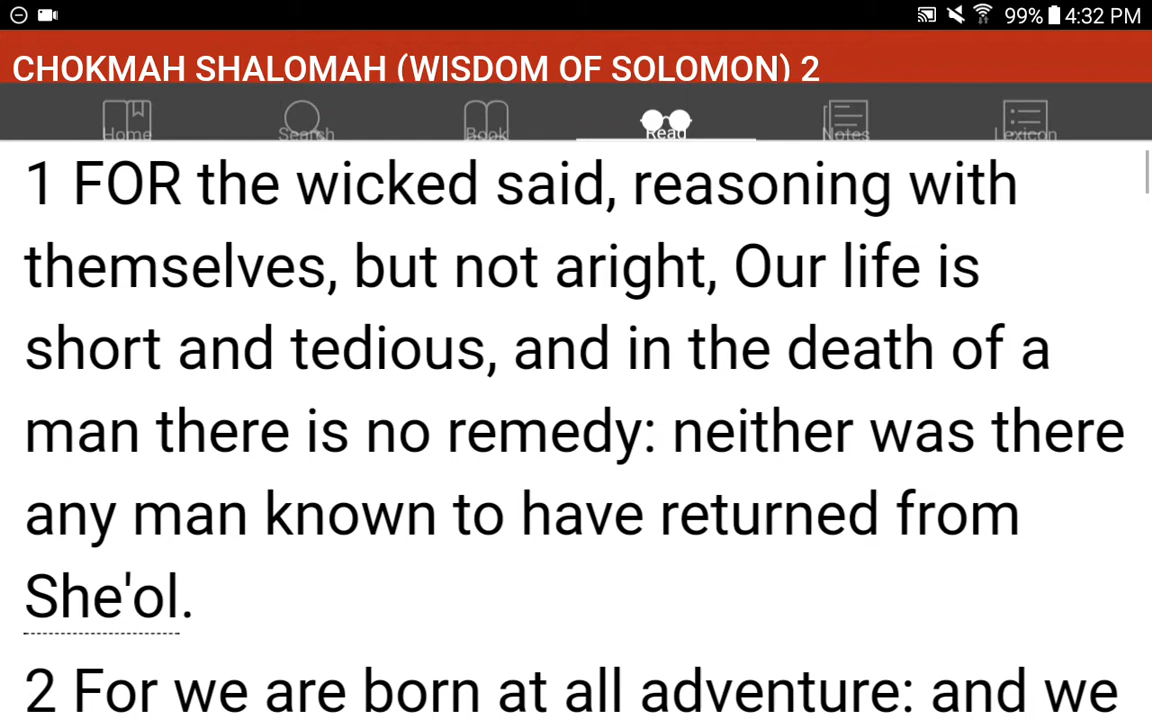 99% 4:32 PM
CHOKMAH SHALOMAH (WISDOM OF SOLOMON) 2
Home Search Book Read Notes Lexicon
1 FOR the wicked said, reasoning with
themselves, but not aright, Our life is
short and tedious, and in the death of a
man there is no remedy: neither was there
any man known to have returned from
She'ol.
2 For we are born at all adventure: and we